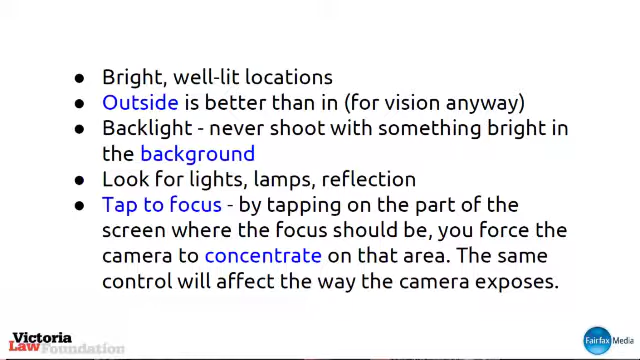 ● Bright, well-lit locations
● Outside is better than in (for vision anyway)
● Backlight - never shoot with something bright in
the background
● Look for lights, lamps, reflection
● Tap to focus - by tapping on the part of the
screen where the focus should be, you force the
camera to concentrate on that area. The same
control will affect the way the camera exposes.
Victoria
Law Foundation
Fairfax Media